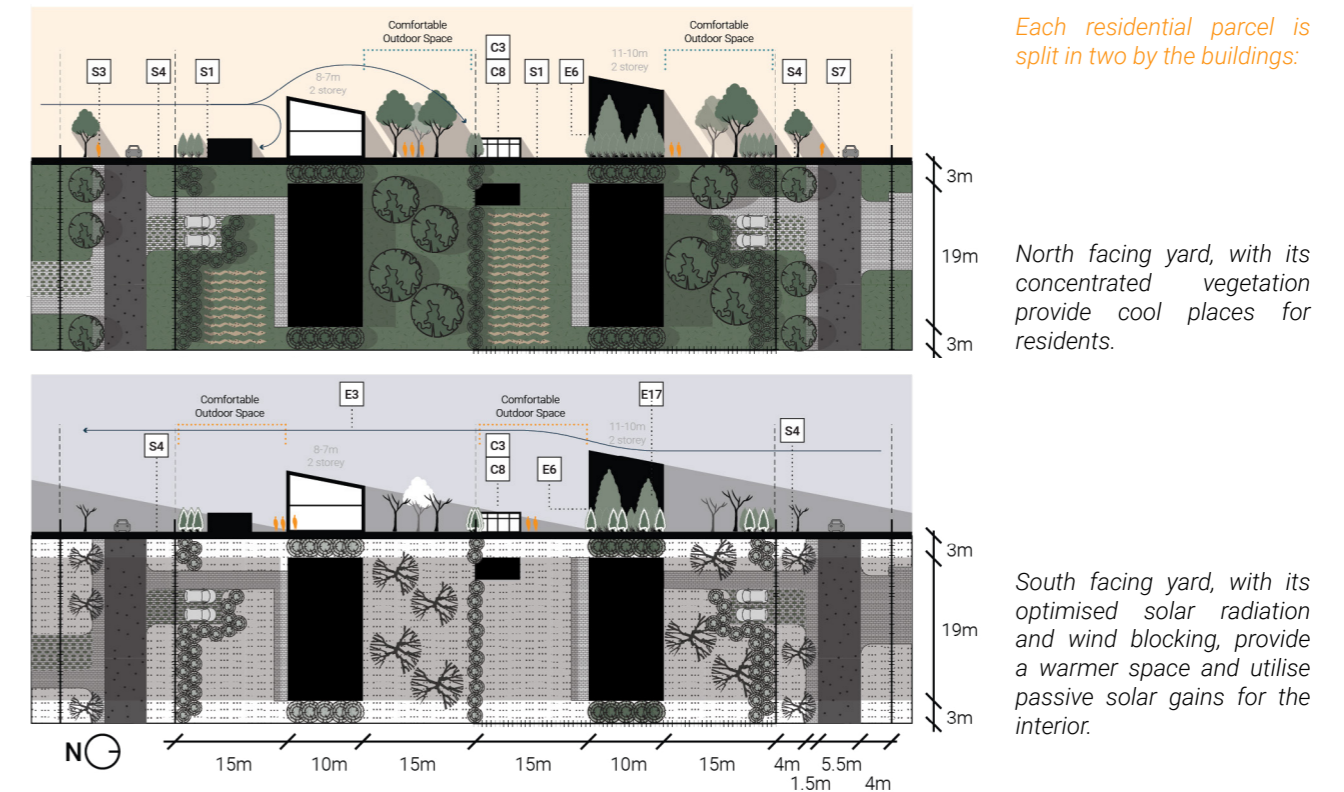 Comfortable
Outdoor Space
Comfortable
Outdoor Space
S3
S4
S1
8-7m
2 storey
C3
C8
S1
E6
11-10m
2 storey
S4
S7
3m
19m
3m
Each residential parcel is
split in two by the buildings:
North facing yard, with its
concentrated vegetation
provide cool places for
residents.
Comfortable
Outdoor Space
E3
Comfortable
Outdoor Space
E17
S4
8-7m
2 storey
C3
C8
E6
11-10m
2 storey
S4
3m
19m
3m
South facing yard, with its
optimised solar radiation
and wind blocking, provide
a warmer space and utilise
passive solar gains for the
interior.
N
15m
10m
15m
15m
10m
15m
4m
1.5m
5.5m
4m